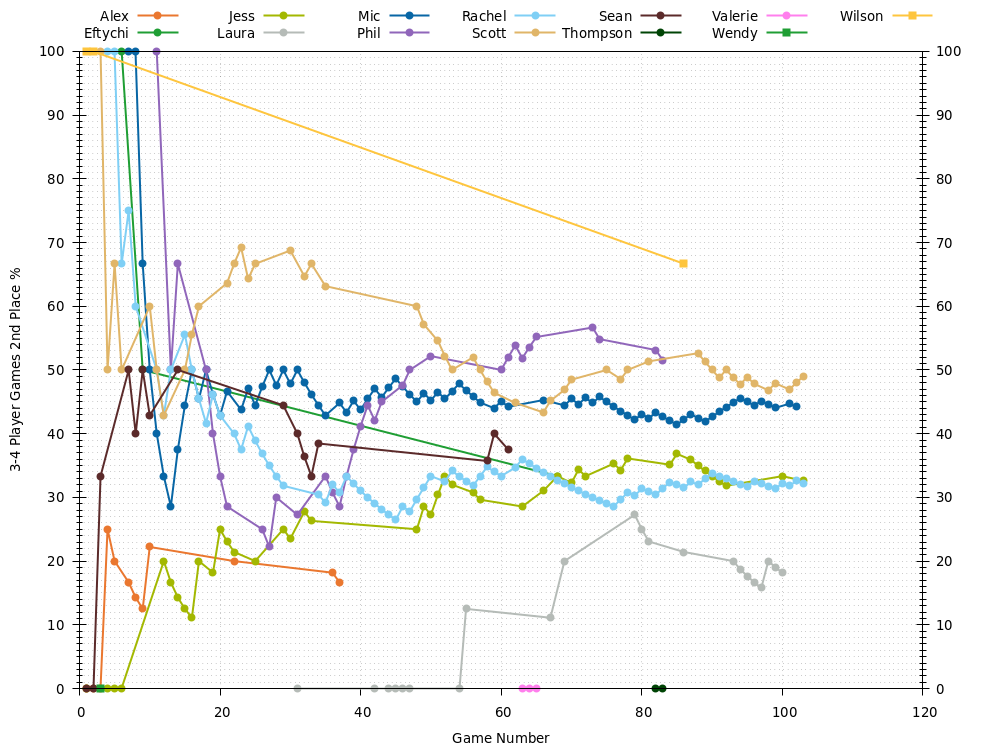 Alex Jess Mic Rachel Sean Valerie Wilson
Eftychi Laura Phil Scott Thompson Wendy
100 100
90 90
80 80
70 70
60 60
50 50
40 40
30 30
20 20
10 10
0 0
0 20 40 60 80 100 120
3-4 Player Games 2nd Place %
Game Number